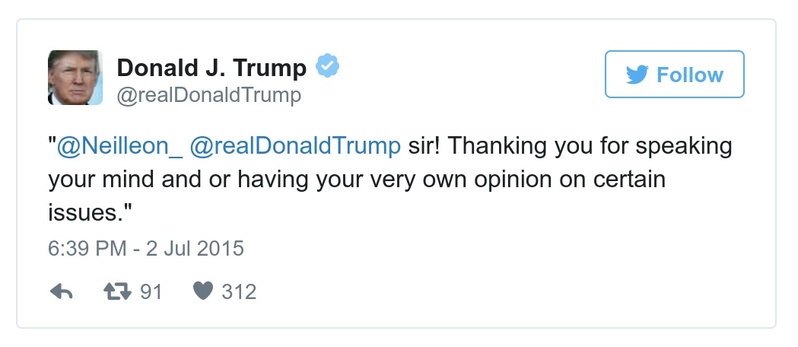 Donald J. Trump
@realDonaldTrump
Follow
"@Neilleon_ @realDonaldTrump sir! Thanking you for speaking
your mind and or having your very own opinion on certain
issues."
6:39 PM - 2 Jul 2015
91 312